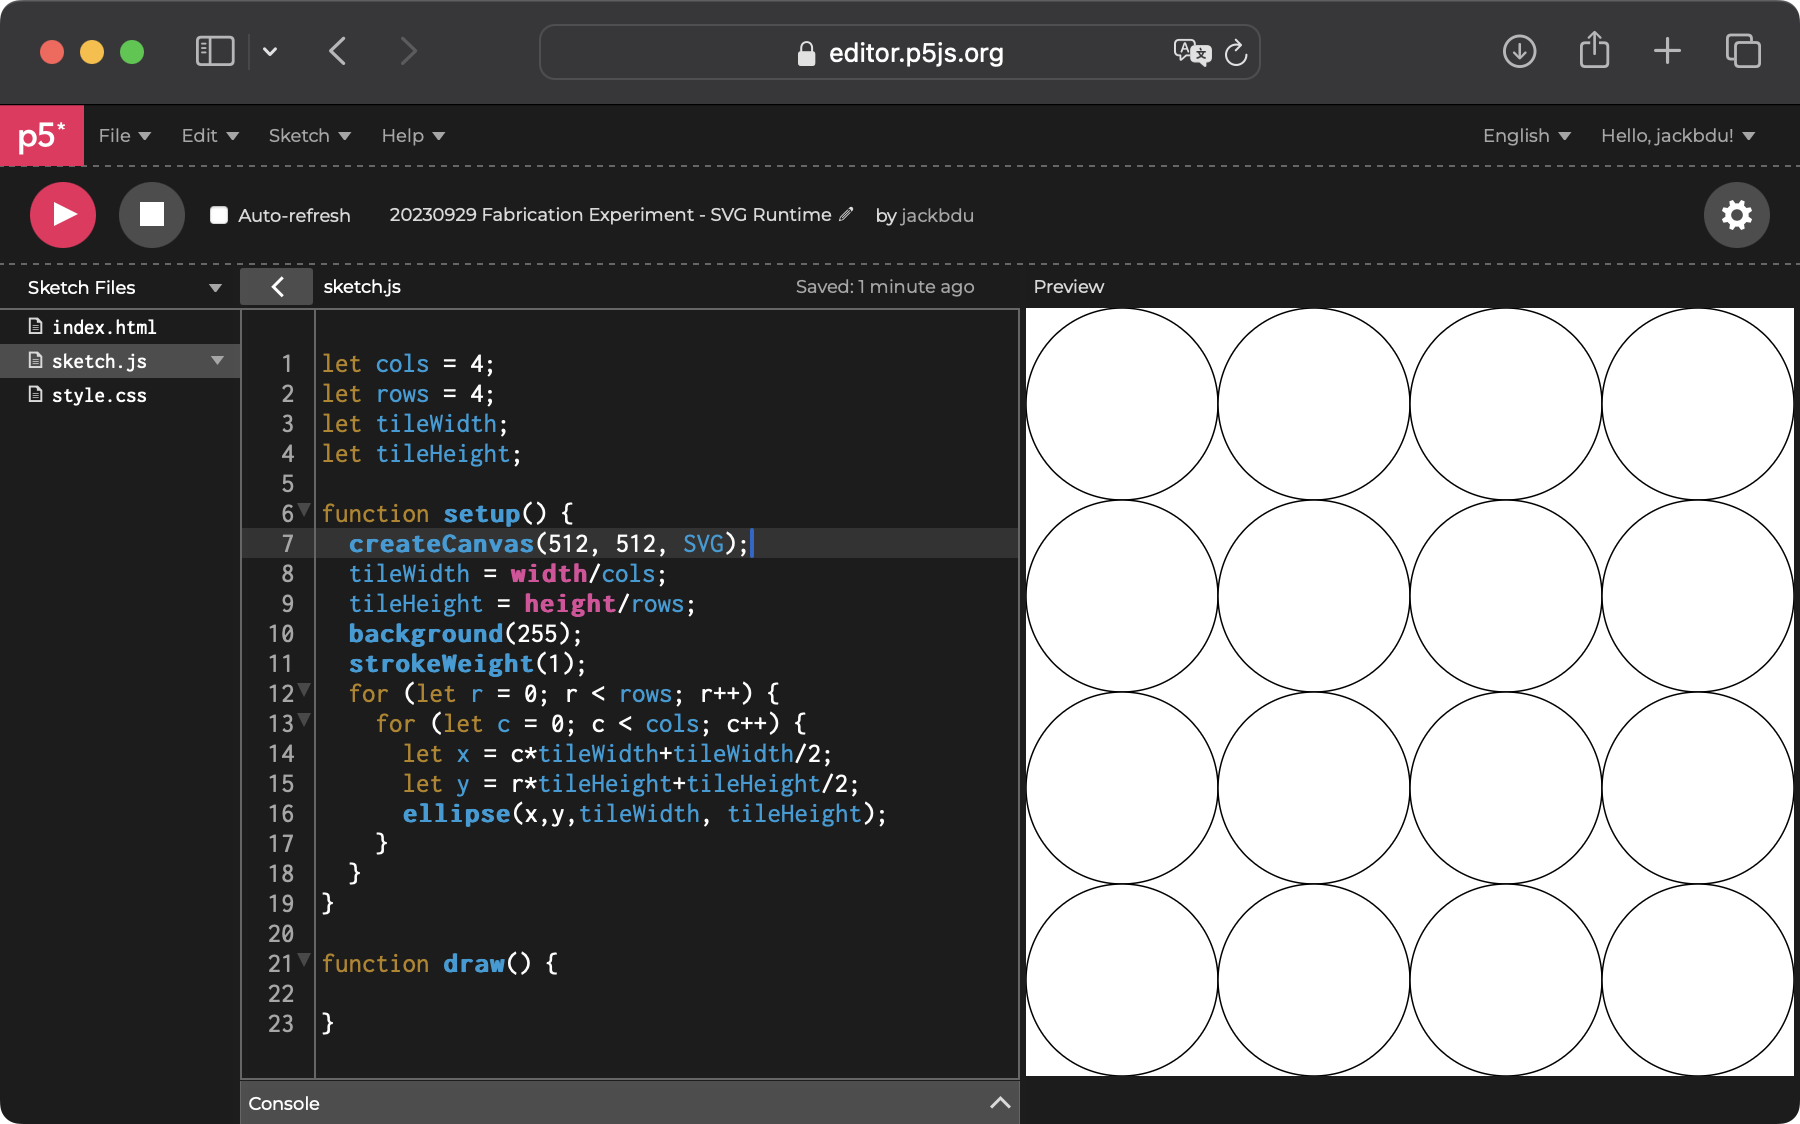 editor.p5js.org
p5* File Edit Sketch Help English Hello, jackbdu!
Auto-refresh 20230929 Fabrication Experiment - SVG Runtime by jackbdu
Sketch Files sketch.js Saved: 1 minute ago Preview
index.html
sketch.js
style.css
1 let cols = 4;
2 let rows = 4;
3 let tileWidth;
4 let tileHeight;
5
6 function setup() {
7   createCanvas(512, 512, SVG);
8   tileWidth = width/cols;
9   tileHeight = height/rows;
10   background(255);
11   strokeWeight(1);
12   for (let r = 0; r < rows; r++) {
13     for (let c = 0; c < cols; c++) {
14       let x = c*tileWidth+tileWidth/2;
15       let y = r*tileHeight+tileHeight/2;
16       ellipse(x,y,tileWidth, tileHeight);
17     }
18   }
19 }
20
21 function draw() {
22
23 }
Console